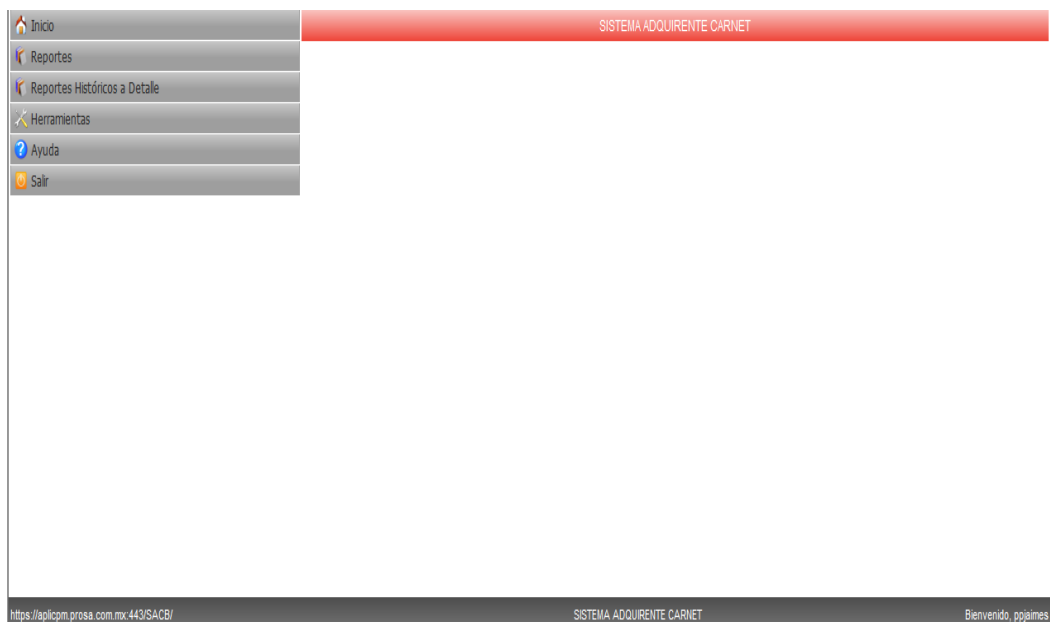 Inicio
SISTEMA ADQUIRENTE CARNET
Reportes
Reportes Históricos a Detalle
Herramientas
Ayuda
Salir
https://aplicpm.prosa.com.mx:443/SACB/
SISTEMA ADQUIRENTE CARNET
Bienvenido, ppjaimes